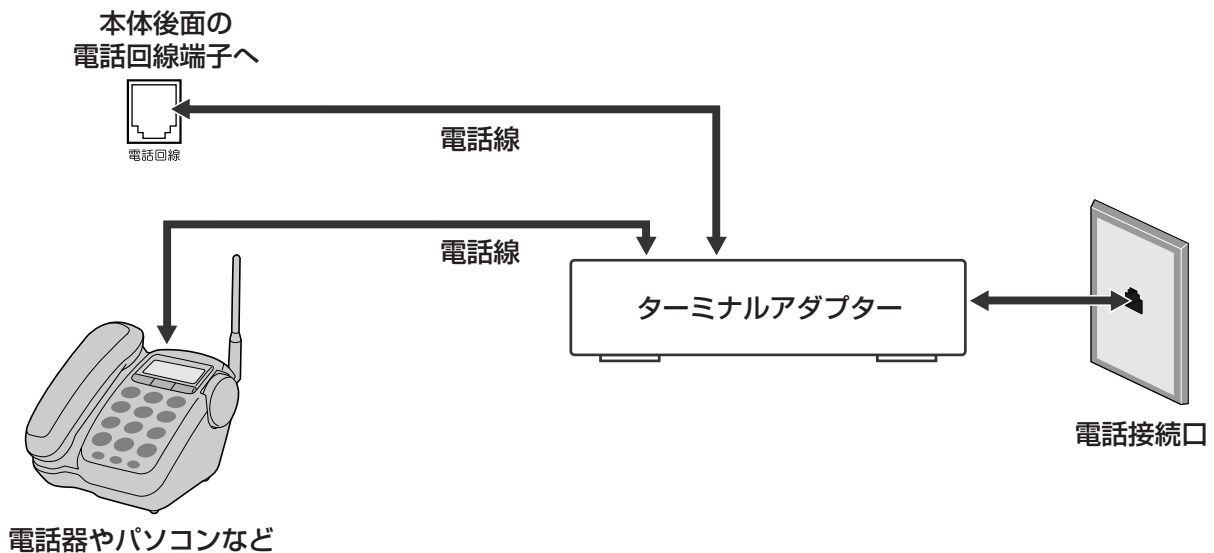 本体後面の
電話回線端子へ
電話回線
電話線
電話線
ターミナルアダプター
電話接続口
電話器やパソコンなど